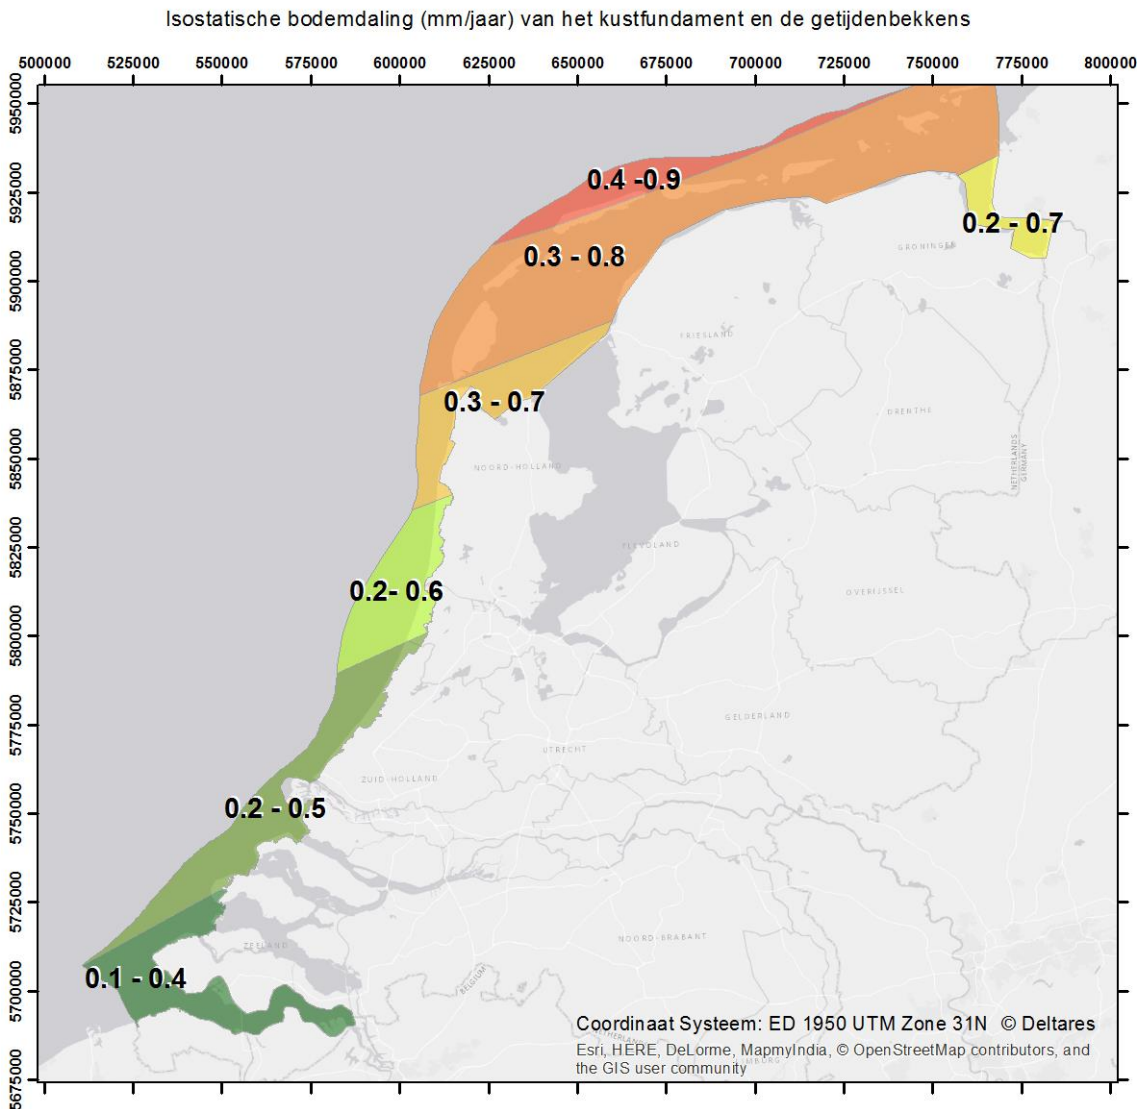 Isostatische bodemdaling (mm/jaar) van het kustfundament en de getijdenbekkens
500000 525000 550000 575000 600000 625000 650000 675000 700000 725000 750000 775000 800000
5950000
0.4 -0.9
5925000
0.2 - 0.7
GRONINGEN
0.3 - 0.8
5900000
FRIESLAND
5875000
0.3 - 0.7
DRENTHE
5850000
NOORD-HOLLAND
NETHERLANDS
GERMANY
5825000
FLEVOLAND
0.2- 0.6
OVERIJSSEL
5800000
GELDERLAND
5775000
UTRECHT
ZUID-HOLLAND
0.2 - 0.5
5750000
5725000
ZEELAND
NOORD-BRABANT
0.1 - 0.4
BELGIUM
5700000
Coordinaat Systeem: ED 1950 UTM Zone 31N © Deltares
NETHERLANDS
LIMBURG
Esri, HERE, DeLorme, MapmyIndia, © OpenStreetMap contributors, and
the GIS user community
5675000